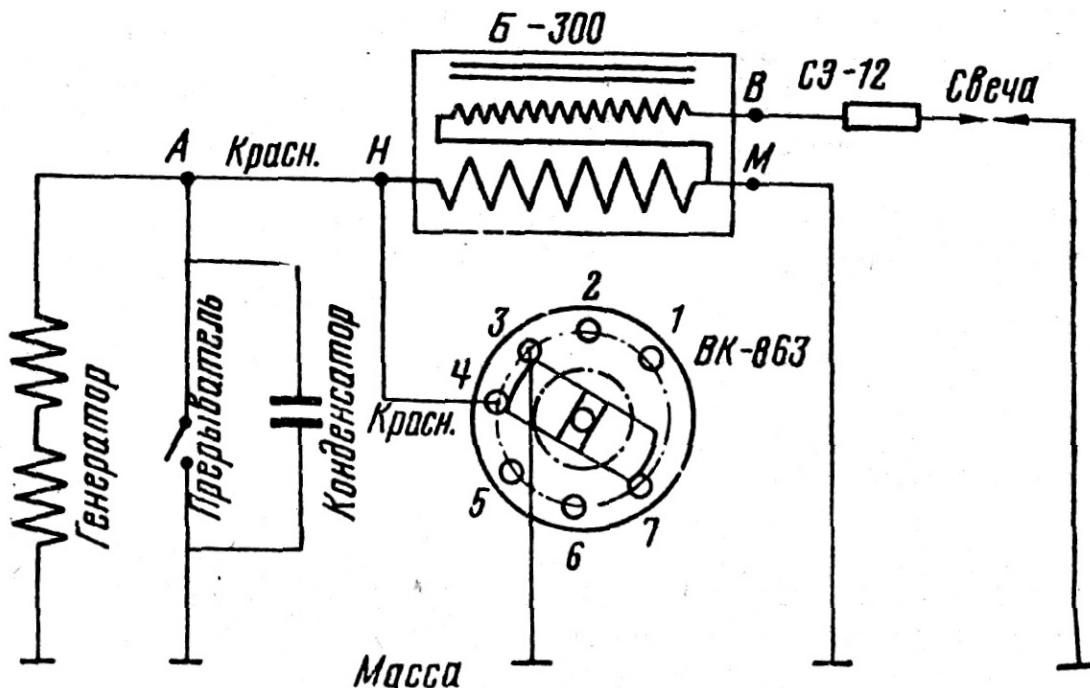 Б-300
В
СЭ-12
Свеча
А
Красн.
Н
М
2
3
1
ВК-863
4
Красн.
5
6
7
Генератор
Прерыватель
Конденсатор
Масса